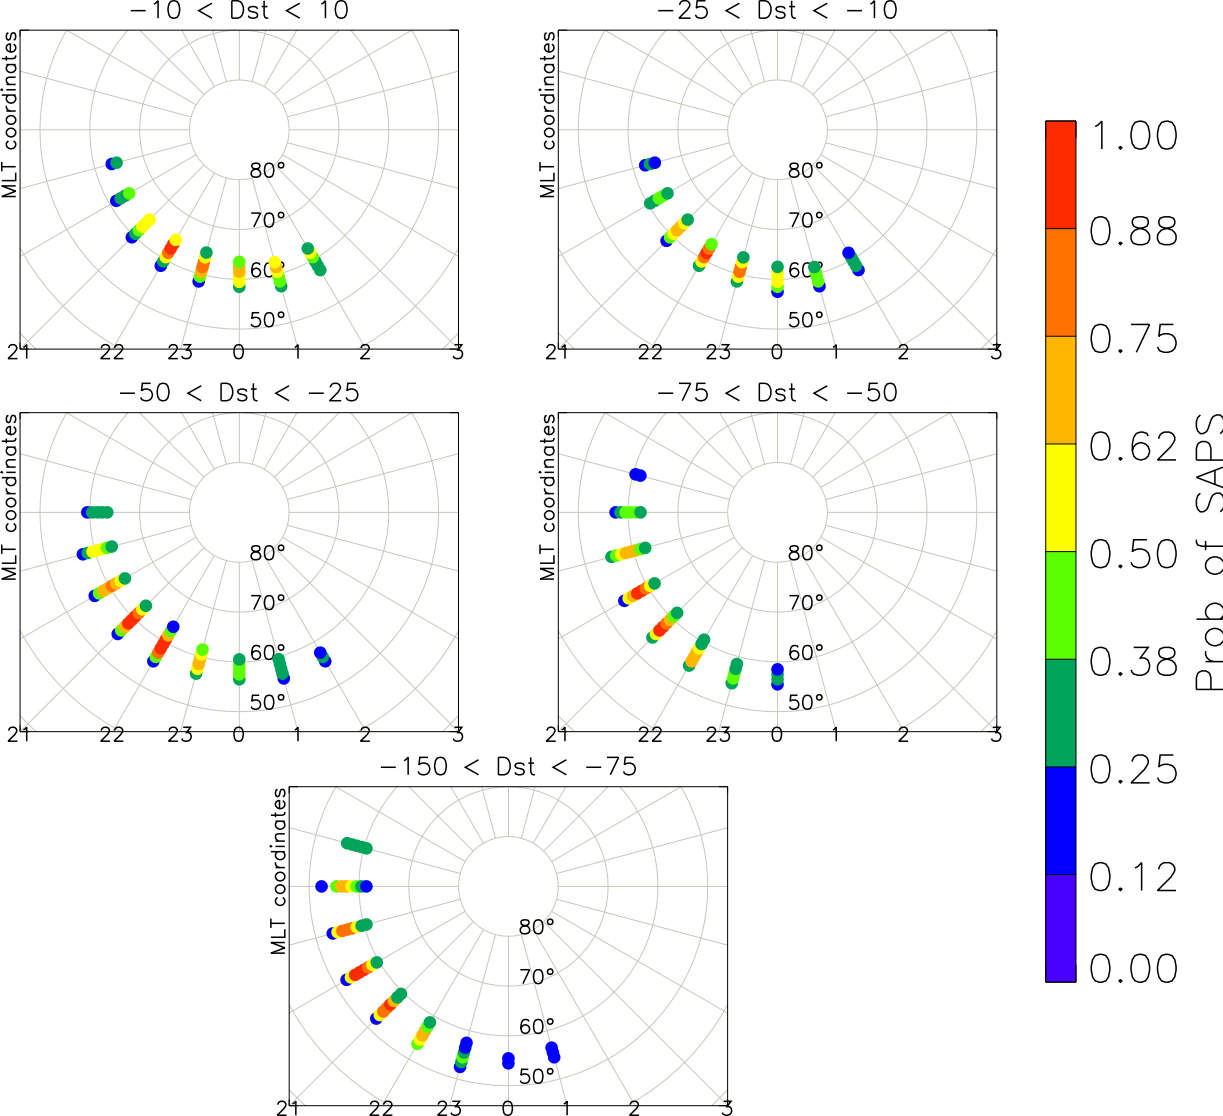 −10 < Dst < 10
MLT coordinates
80°
70°
60°
50°
21 22 23 0 1 2 3
−25 < Dst < −10
MLT coordinates
80°
70°
60°
50°
21 22 23 0 1 2 3
−50 < Dst < −25
MLT coordinates
80°
70°
60°
50°
21 22 23 0 1 2 3
−75 < Dst < −50
MLT coordinates
80°
70°
60°
50°
21 22 23 0 1 2 3
−150 < Dst < −75
MLT coordinates
80°
70°
60°
50°
21 22 23 0 1 2 3
1.00
0.88
0.75
0.62
0.50
0.38
0.25
0.12
0.00
Prob of SAPS